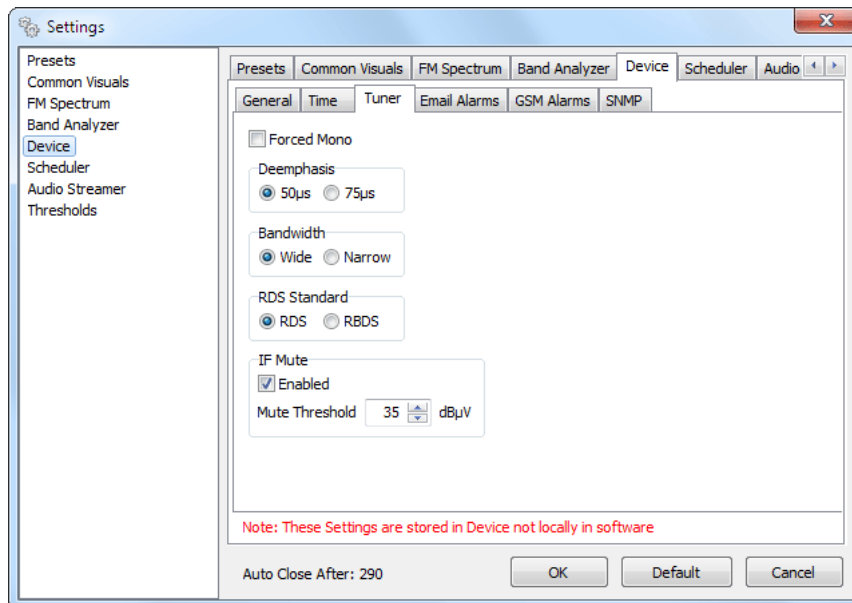 Settings
Presets
Common Visuals
FM Spectrum
Band Analyzer
Device
Scheduler
Audio Streamer
Thresholds
Presets Common Visuals FM Spectrum Band Analyzer Device Scheduler Audio
General Time Tuner Email Alarms GSM Alarms SNMP
Forced Mono
Deemphasis
50µs 75µs
Bandwidth
Wide Narrow
RDS Standard
RDS RBDS
IF Mute
Enabled
Mute Threshold 35 dBµV
Note: These Settings are stored in Device not locally in software
Auto Close After: 290 OK Default Cancel